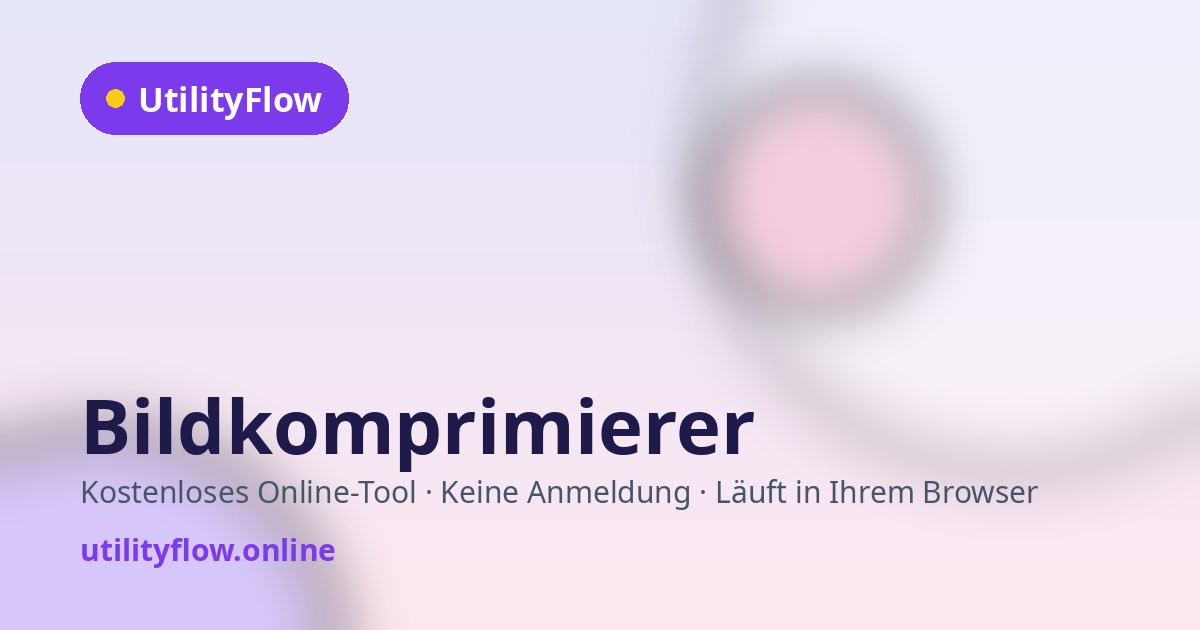 UtilityFlow
Bildkomprimierer
Kostenloses Online-Tool · Keine Anmeldung · Läuft in Ihrem Browser
utilityflow.online